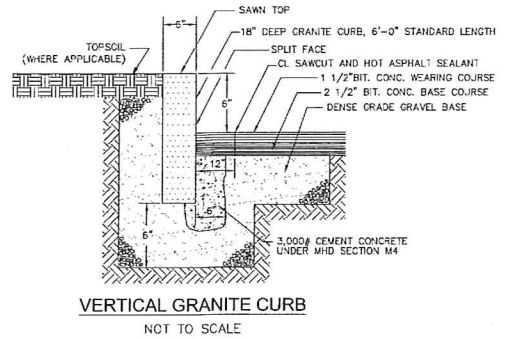 SAWN TOP
6"
18" DEEP GRANITE CURB, 6'-0" STANDARD LENGTH
TOPSOIL
(WHERE APPLICABLE)
SPLIT FACE
CL SAWCUT AND HOT ASPHALT SEALANT
1 1/2" BIT. CONC. WEARING COURSE
2 1/2" BIT. CONC. BASE COURSE
DENSE GRADE GRAVEL BASE
6"
12"
6"
6"
3,000# CEMENT CONCRETE
UNDER MHD SECTION M4
VERTICAL GRANITE CURB
NOT TO SCALE